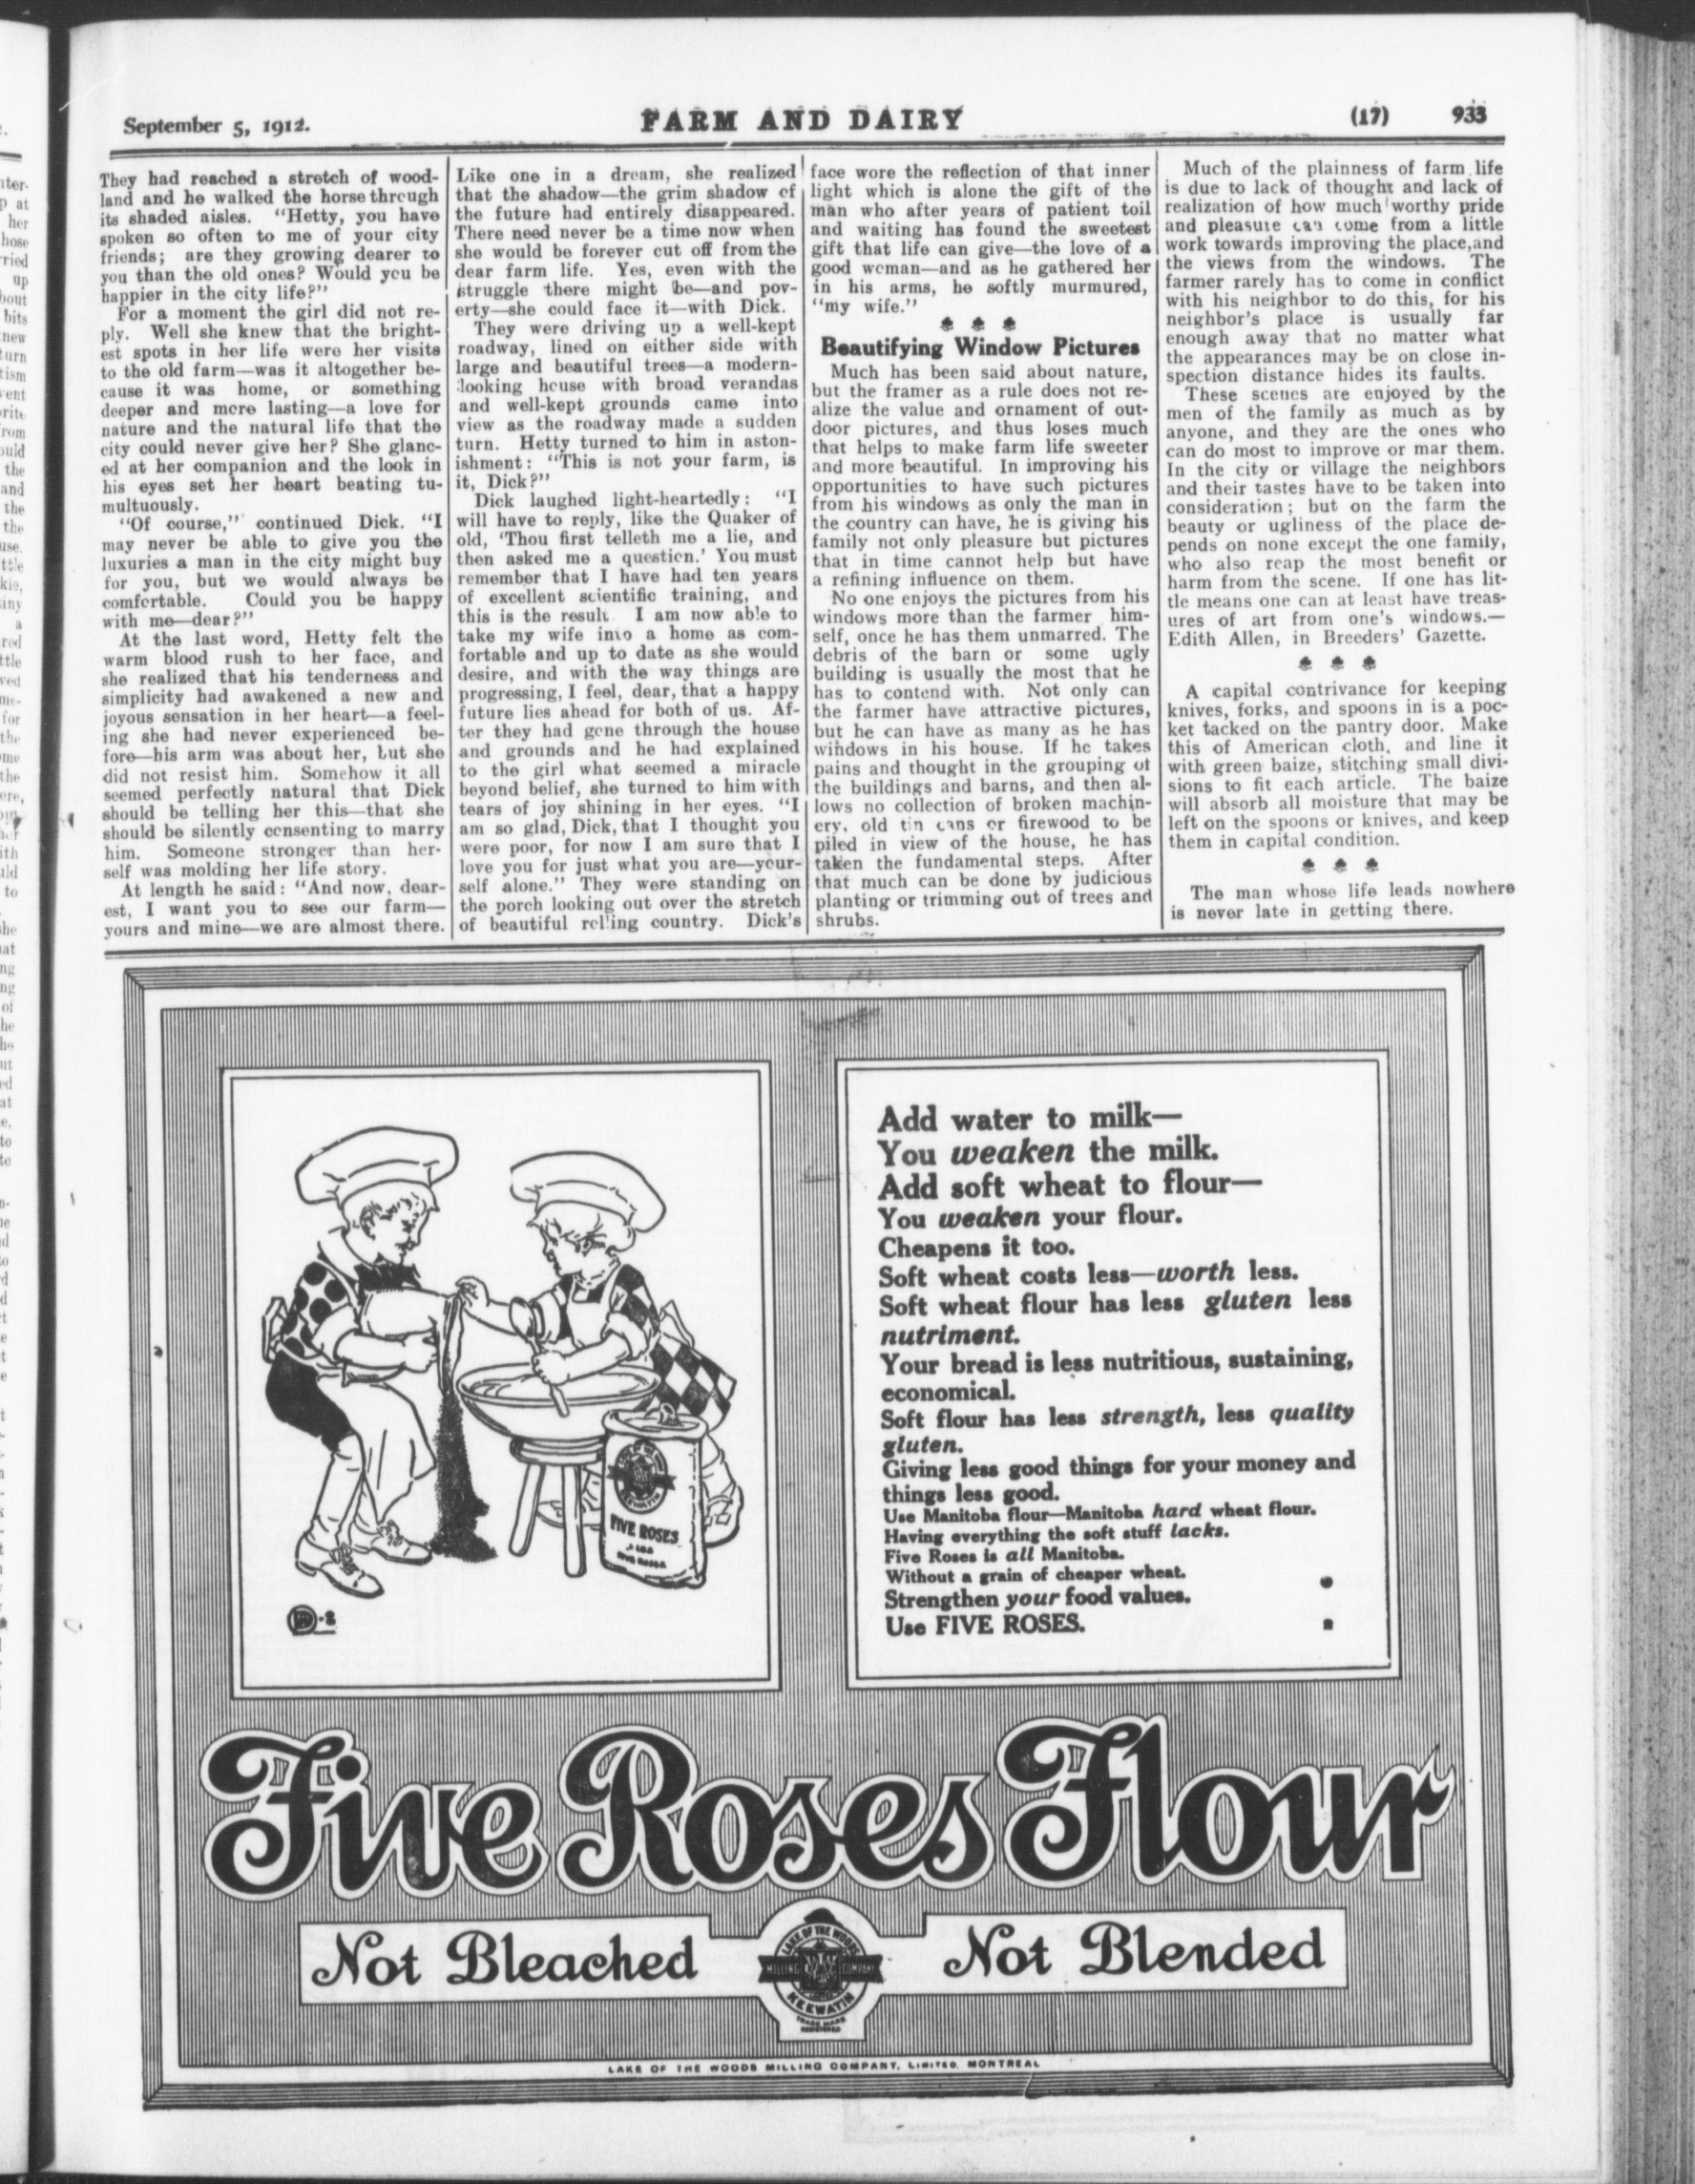 September 5, 1912.
FARM AND DAIRY
(17) 933
They had reached a stretch of wood-
land and he walked the horse through
its shaded aisles. "Hetty, you have
spoken so often to me of your city
friends; are they growing dearer to
you than the old ones? Would you be
happier in the city life?"
For a moment the girl did not re-
ply. Well she knew that the bright-
est spots in her life were her visits
to the old farm—was it altogether be-
cause it was home, or something
deeper and more lasting—a love for
nature and the natural life that the
city could never give her? She glanc-
ed at her companion and the look in
his eyes set her heart beating tu-
multuously.
"Of course," continued Dick. "I
may never be able to give you the
luxuries a man in the city might buy
for you, but we would always be
comfortable. Could you be happy
with me—dear?"
At the last word, Hetty felt the
warm blood rush to her face, and
she realized that his tenderness and
simplicity had awakened a new and
joyous sensation in her heart—a feel-
ing she had never experienced be-
fore—his arm was about her, but she
did not resist him. Somehow it all
seemed perfectly natural that Dick
should be telling her this—that she
should be silently consenting to marry
him. Someone stronger than her-
self was molding her life story.
At length he said: "And now, dear-
est, I want you to see our farm—
yours and mine—we are almost there.
Like one in a dream, she realized
that the shadow—the grim shadow of
the future had entirely disappeared.
There need never be a time now when
she would be forever cut off from the
dear farm life. Yes, even with the
struggle there might be—and pov-
erty—she could face it—with Dick.
They were driving up a well-kept
roadway, lined on either side with
large and beautiful trees—a modern-
looking house with broad verandas
and well-kept grounds came into
view as the roadway made a sudden
turn. Hetty turned to him in aston-
ishment: "This is not your farm, is
it, Dick?"
Dick laughed light-heartedly: "I
will have to reply, like the Quaker of
old, 'Thou first telleth me a lie, and
then asked me a question.' You must
remember that I have had ten years
of excellent scientific training, and
this is the result. I am now able to
take my wife into a home as com-
fortable and up to date as she would
desire, and with the way things are
progressing, I feel, dear, that a happy
future lies ahead for both of us. Af-
ter they had gone through the house
and grounds and he had explained
to the girl what seemed a miracle
beyond belief, she turned to him with
tears of joy shining in her eyes. "I
am so glad, Dick, that I thought you
were poor, for now I am sure that I
love you for just what you are—your-
self alone." They were standing on
the porch looking out over the stretch
of beautiful rolling country. Dick's
face wore the reflection of that inner
light which is alone the gift of the
man who after years of patient toil
and waiting has found the sweetest
gift that life can give—the love of a
good woman—and as he gathered her
in his arms, he softly murmured,
"my wife."
Beautifying Window Pictures
Much has been said about nature,
but the framer as a rule does not re-
alize the value and ornament of out-
door pictures, and thus loses much
that helps to make farm life sweeter
and more beautiful. In improving his
opportunities to have such pictures
from his windows as only the man in
the country can have, he is giving his
family not only pleasure but pictures
that in time cannot help but have
a refining influence on them.
No one enjoys the pictures from his
windows more than the farmer him-
self, once he has them unmarred. The
debris of the barn or some ugly
building is usually the most that he
has to contend with. Not only can
the farmer have attractive pictures,
but he can have as many as he has
windows in his house. If he takes
pains and thought in the grouping of
the buildings and barns, and then al-
lows no collection of broken machin-
ery, old tin cans or firewood to be
piled in view of the house, he has
taken the fundamental steps. After
that much can be done by judicious
planting or trimming out of trees and
shrubs.
Much of the plainness of farm life
is due to lack of thought and lack of
realization of how much worthy pride
and pleasure can come from a little
work towards improving the place, and
the views from the windows. The
farmer rarely has to come in conflict
with his neighbor to do this, for his
neighbor's place is usually far
enough away that no matter what
the appearances may be on close in-
spection distance hides its faults.
These scenes are enjoyed by the
men of the family as much as by
anyone, and they are the ones who
can do most to improve or mar them.
In the city or village the neighbors
and their tastes have to be taken into
consideration; but on the farm the
beauty or ugliness of the place de-
pends on none except the one family,
who also reap the most benefit or
harm from the scene. If one has lit-
tle means one can at least have treas-
ures of art from one's windows.—
Edith Allen, in Breeders' Gazette.
A capital contrivance for keeping
knives, forks, and spoons in is a poc-
ket tacked on the pantry door. Make
this of American cloth, and line it
with green baize, stitching small divi-
sions to fit each article. The baize
will absorb all moisture that may be
left on the spoons or knives, and keep
them in capital condition.
The man whose life leads nowhere
is never late in getting there.
FIVE ROSES
Add water to milk—
You weaken the milk.
Add soft wheat to flour—
You weaken your flour.
Cheapens it too.
Soft wheat costs less—worth less.
Soft wheat flour has less gluten less
nutriment.
Your bread is less nutritious, sustaining,
economical.
Soft flour has less strength, less quality
gluten.
Giving less good things for your money and
things less good.
Use Manitoba flour—Manitoba hard wheat flour.
Having everything the soft stuff lacks.
Five Roses is all Manitoba.
Without a grain of cheaper wheat.
Strengthen your food values.
Use FIVE ROSES.
Five Roses Flour
Not Bleached
LAKE OF THE WOODS
MILLING COMPANY
KEEWATIN
TRADE MARK
REGISTERED
Not Blended
LAKE OF THE WOODS MILLING COMPANY, LIMITED, MONTREAL